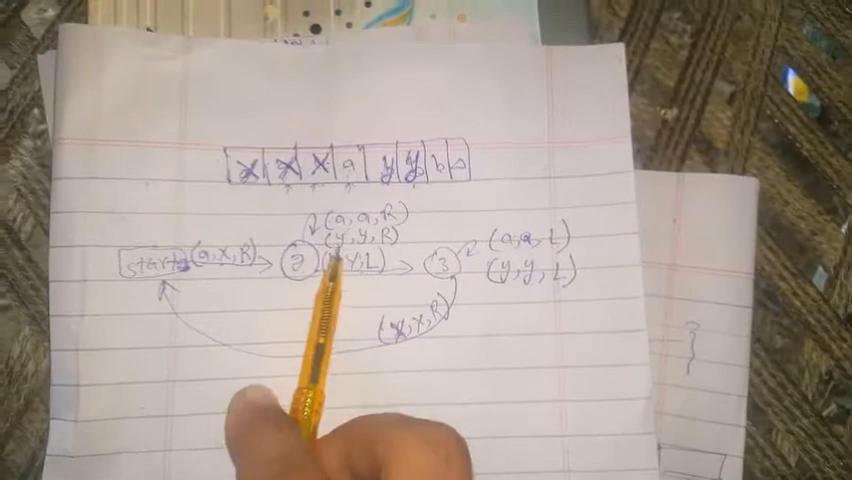 x x x a y y b b
(a, a, R)
(y, y, R) (a, a, L)
START (a, x, R) 2 Y, L) 3 (y, y, L)
(x, x, R)